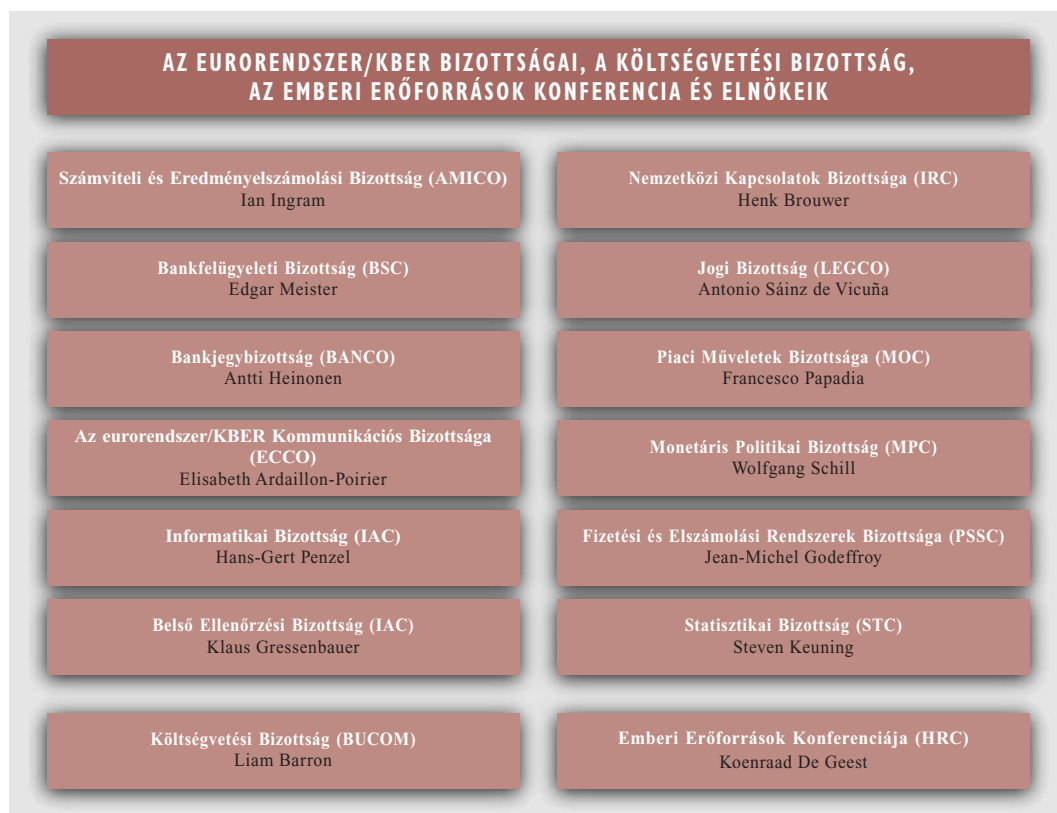 AZ EURORENDSZER/KBER BIZOTTSÁGAI, A KÖLTSÉGVETÉSI BIZOTTSÁG,
AZ EMBERI ERŐFORRÁSOK KONFERENCIA ÉS ELNÖKEIK
Számviteli és Eredményelszámolási Bizottság (AMICO)
Ian Ingram
Bankfelügyeleti Bizottság (BSC)
Edgar Meister
Bankjegybizottság (BANCO)
Antti Heinonen
Az eurorendszer/KBER Kommunikációs Bizottsága
(ECCO)
Elisabeth Ardaillon-Poirier
Informatikai Bizottság (IAC)
Hans-Gert Penzel
Belső Ellenőrzési Bizottság (IAC)
Klaus Gressenbauer
Költségvetési Bizottság (BUCOM)
Liam Barron
Nemzetközi Kapcsolatok Bizottsága (IRC)
Henk Brouwer
Jogi Bizottság (LEGCO)
Antonio Sáinz de Vicuña
Piaci Műveletek Bizottsága (MOC)
Francesco Papadia
Monetáris Politikai Bizottság (MPC)
Wolfgang Schill
Fizetési és Elszámolási Rendszerek Bizottsága (PSSC)
Jean-Michel Godeffroy
Statisztikai Bizottság (STC)
Steven Keuning
Emberi Erőforrások Konferenciája (HRC)
Koenraad De Geest